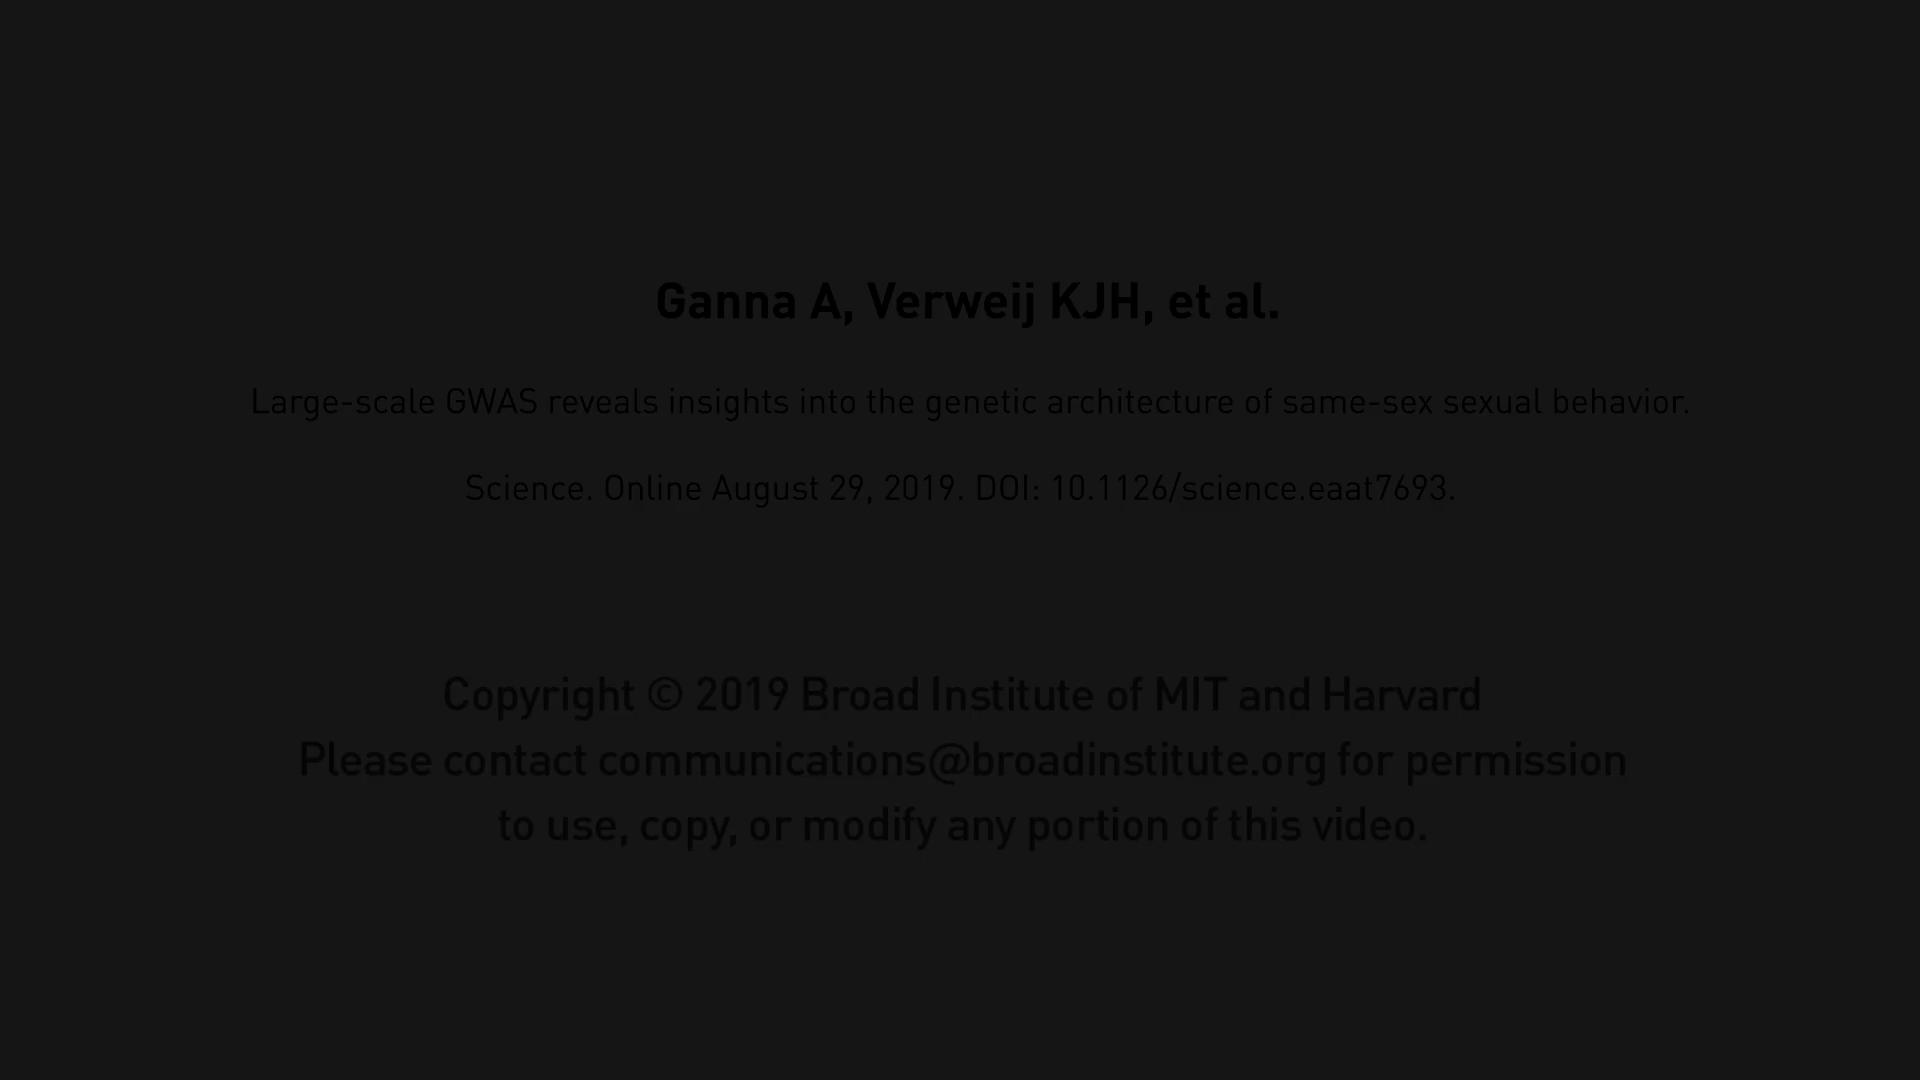 Ganna A, Verweij KJH, et al.
Large-scale GWAS reveals insights into the genetic architecture of same-sex sexual behavior.
Science. Online August 29, 2019. DOI: 10.1126/science.eaat7693.
Copyright © 2019 Broad Institute of MIT and Harvard
Please contact communications@broadinstitute.org for permission
to use, copy, or modify any portion of this video.